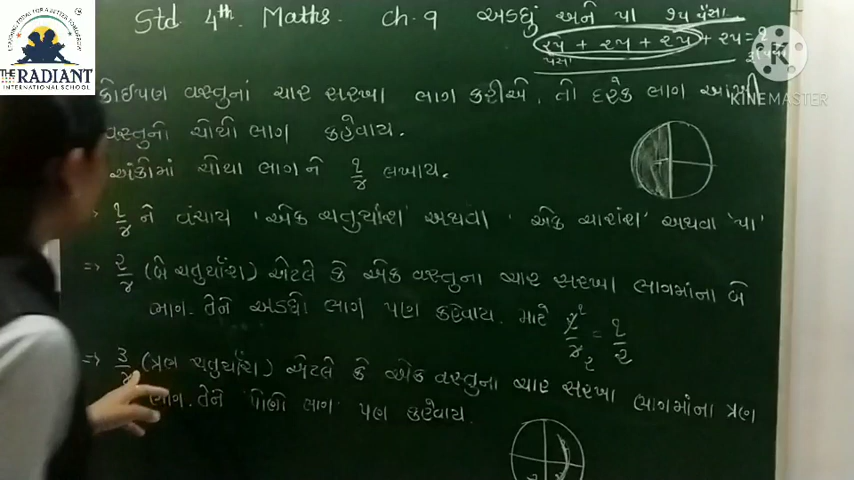 Std 4th Maths. Ch.૧ અડધું અને પા ૭૫ પૈસા
૨૫ + ૨૫ + ૨૫ + ૨૫ = ૧
પૈસા
THE RADIANT
INTERNATIONAL SCHOOL
KINEMASTER
કોઈપણ વસ્તુનાં ચાર સરખા ભાગ કરીએ, તો દરેક ભાગ આખી
વસ્તુનો ચોથો ભાગ કહેવાય.
અંકોમાં ચોથા ભાગને ૧/૪ લખાય.
૧/૪ ને વંચાય 'એક ચતુર્થાંશ' અથવા 'એક ચારાંશ' અથવા 'પા'
⇒ ૨/૪ (બે ચતુર્થાંશ) એટલે કે એક વસ્તુના ચાર સરખા ભાગમાંના બે
ભાગ. તેને અડધો ભાગ પણ કહેવાય. માટે ૨/૪ = ૧/૨
⇒ ૩/૪ (ત્રણ ચતુર્થાંશ) એટલે કે એક વસ્તુના ચાર સરખા ભાગમાંના ત્રણ
ભાગ. તેને 'પોણો ભાગ' પણ કહેવાય.